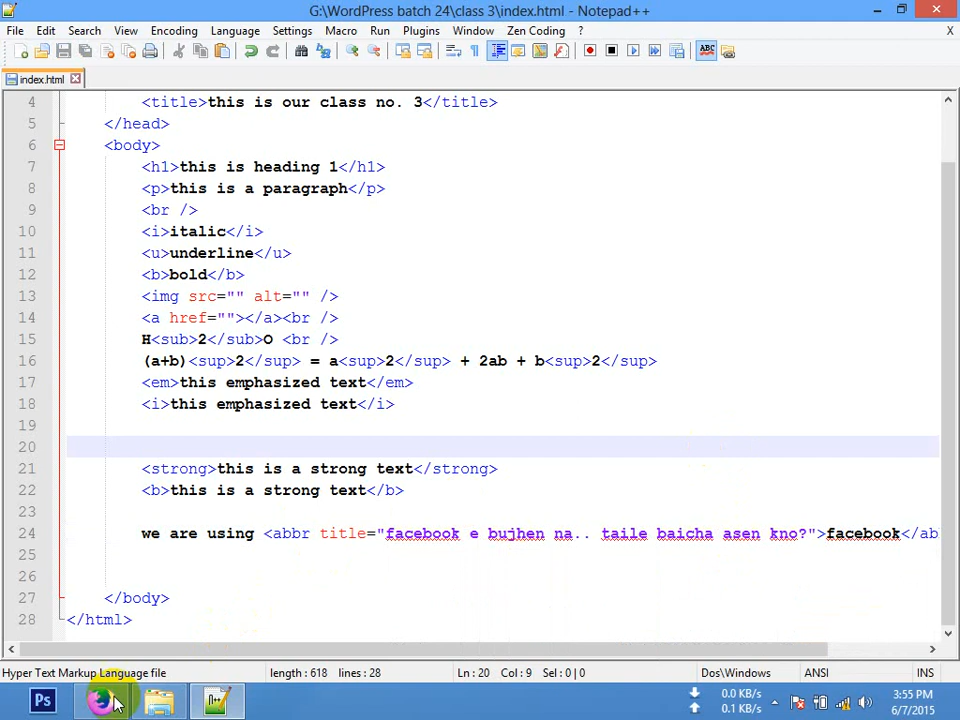 G:\WordPress batch 24\class 3\index.html - Notepad++
File Edit Search View Encoding Language Settings Macro Run Plugins Window Zen Coding ? X
ABC
index.html
4 <title>this is our class no. 3</title>
5 </head>
6 <body>
7 <h1>this is heading 1</h1>
8 <p>this is a paragraph</p>
9 <br />
10 <i>italic</i>
11 <u>underline</u>
12 <b>bold</b>
13 <img src="" alt="" />
14 <a href=""></a><br />
15 H<sub>2</sub>O <br />
16 (a+b)<sup>2</sup> = a<sup>2</sup> + 2ab + b<sup>2</sup>
17 <em>this emphasized text</em>
18 <i>this emphasized text</i>
19
20
21 <strong>this is a strong text</strong>
22 <b>this is a strong text</b>
23
24 we are using <abbr title="facebook e bujhen na.. taile baicha asen kno?">facebook</ab
25
26
27 </body>
28 </html>
Hyper Text Markup Language file length : 618 lines : 28 Ln : 20 Col : 9 Sel : 0 | 0 Dos\Windows ANSI INS
Ps
0.0 KB/s
0.1 KB/s
3:55 PM
6/7/2015